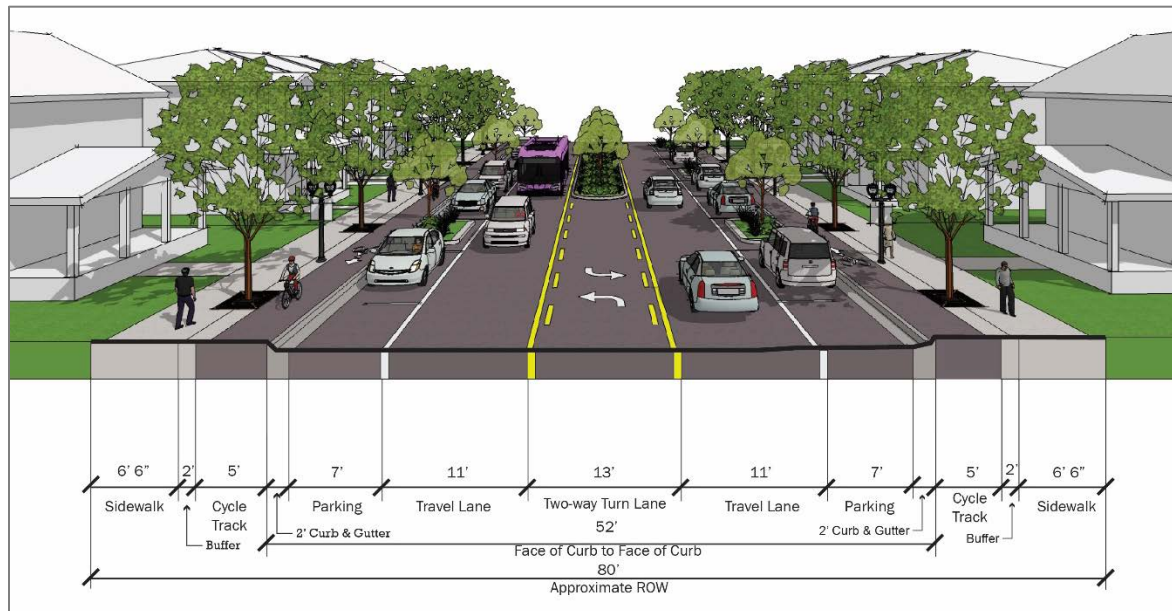 6' 6" 2' 5' 7' 11' 13' 11' 7' 5' 2' 6' 6"
Sidewalk Cycle Track Parking Travel Lane Two-way Turn Lane Travel Lane Parking Cycle Track Sidewalk
2' Curb & Gutter 52' 2' Curb & Gutter
Buffer Buffer
Face of Curb to Face of Curb
80'
Approximate ROW